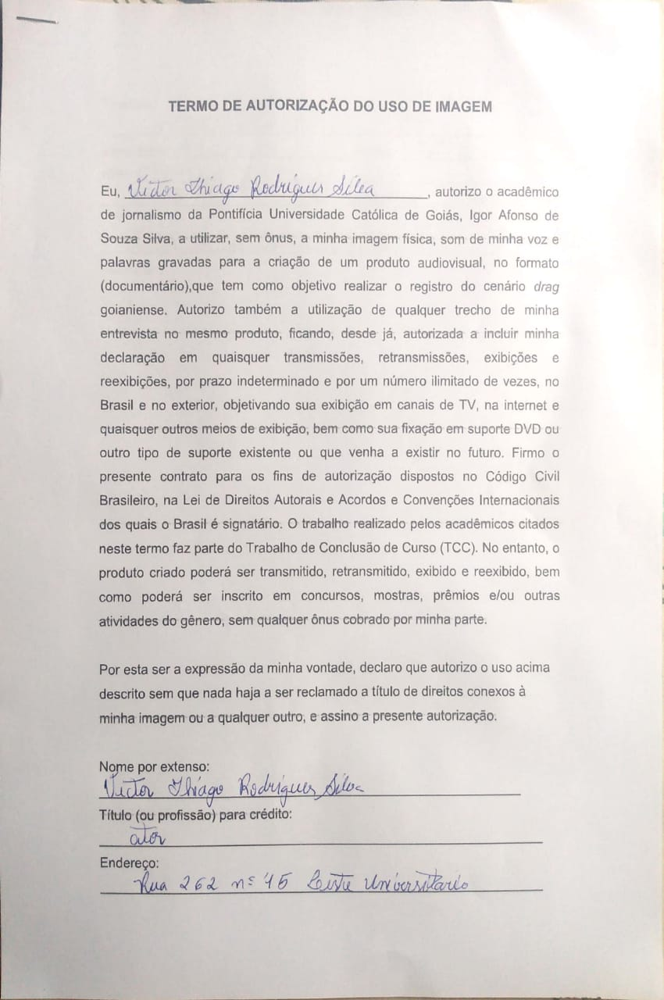 TERMO DE AUTORIZAÇÃO DO USO DE IMAGEM
Eu, Victor Thiago Rodrigues Silva, autorizo o acadêmico
de jornalismo da Pontifícia Universidade Católica de Goiás, Igor Afonso de
Souza Silva, a utilizar, sem ônus, a minha imagem física, som de minha voz e
palavras gravadas para a criação de um produto audiovisual, no formato
(documentário),que tem como objetivo realizar o registro do cenário drag
goianiense. Autorizo também a utilização de qualquer trecho de minha
entrevista no mesmo produto, ficando, desde já, autorizada a incluir minha
declaração em quaisquer transmissões, retransmissões, exibições e
reexibições, por prazo indeterminado e por um número ilimitado de vezes, no
Brasil e no exterior, objetivando sua exibição em canais de TV, na internet e
quaisquer outros meios de exibição, bem como sua fixação em suporte DVD ou
outro tipo de suporte existente ou que venha a existir no futuro. Firmo o
presente contrato para os fins de autorização dispostos no Código Civil
Brasileiro, na Lei de Direitos Autorais e Acordos e Convenções Internacionais
dos quais o Brasil é signatário. O trabalho realizado pelos acadêmicos citados
neste termo faz parte do Trabalho de Conclusão de Curso (TCC). No entanto, o
produto criado poderá ser transmitido, retransmitido, exibido e reexibido, bem
como poderá ser inscrito em concursos, mostras, prêmios e/ou outras
atividades do gênero, sem qualquer ônus cobrado por minha parte.
Por esta ser a expressão da minha vontade, declaro que autorizo o uso acima
descrito sem que nada haja a ser reclamado a título de direitos conexos à
minha imagem ou a qualquer outro, e assino a presente autorização.
Nome por extenso:
Victor Thiago Rodrigues Silva
Título (ou profissão) para crédito:
ator
Endereço:
Rua 262 nº 45 Leste Universitario